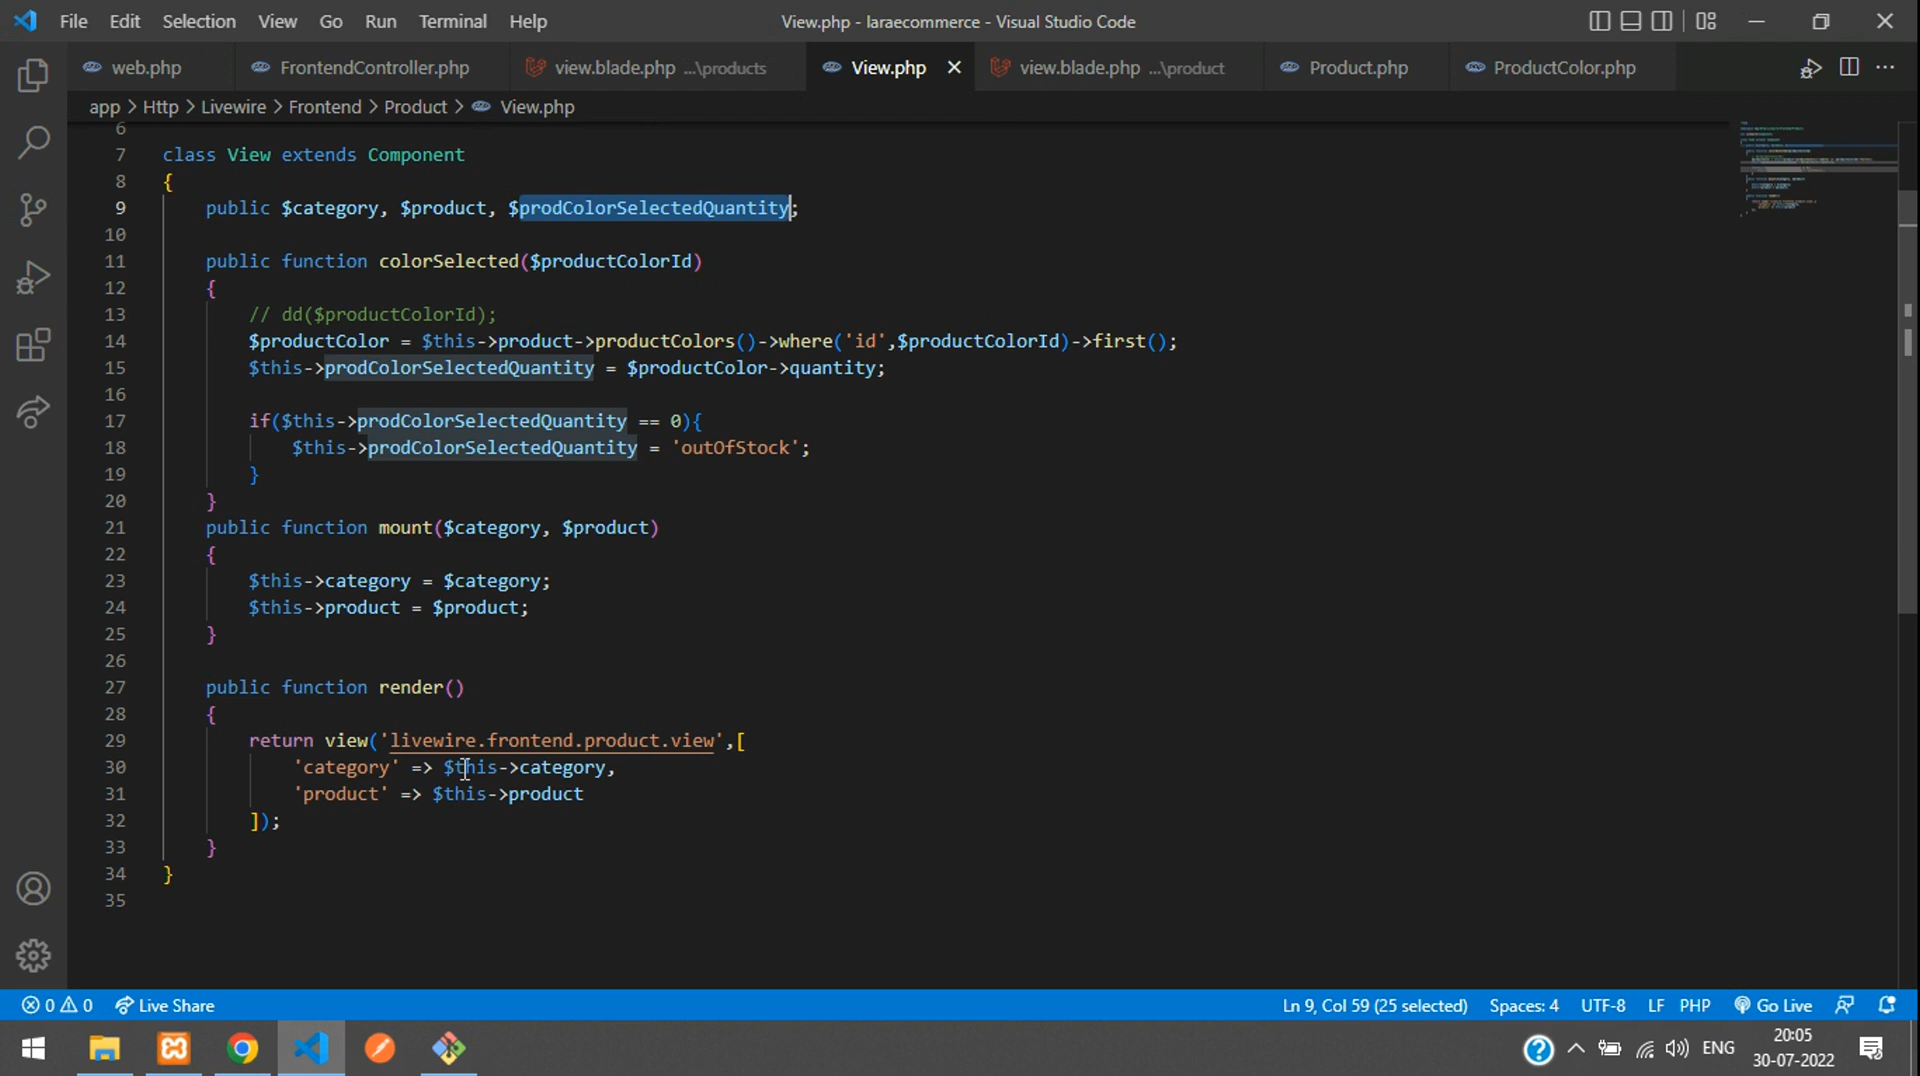 File Edit Selection View Go Run Terminal Help View.php - laraecommerce - Visual Studio Code
web.php FrontendController.php view.blade.php ...\products View.php view.blade.php ...\product Product.php ProductColor.php
app > Http > Livewire > Frontend > Product > View.php
6
7 class View extends Component
8 {
9 public $category, $product, $prodColorSelectedQuantity;
10
11 public function colorSelected($productColorId)
12 {
13 // dd($productColorId);
14 $productColor = $this->product->productColors()->where('id',$productColorId)->first();
15 $this->prodColorSelectedQuantity = $productColor->quantity;
16
17 if($this->prodColorSelectedQuantity == 0){
18 $this->prodColorSelectedQuantity = 'outOfStock';
19 }
20 }
21 public function mount($category, $product)
22 {
23 $this->category = $category;
24 $this->product = $product;
25 }
26
27 public function render()
28 {
29 return view('livewire.frontend.product.view',[
30 'category' => $this->category,
31 'product' => $this->product
32 ]);
33 }
34 }
35
0 0 Live Share Ln 9, Col 59 (25 selected) Spaces: 4 UTF-8 LF PHP Go Live
ENG 20:05
30-07-2022